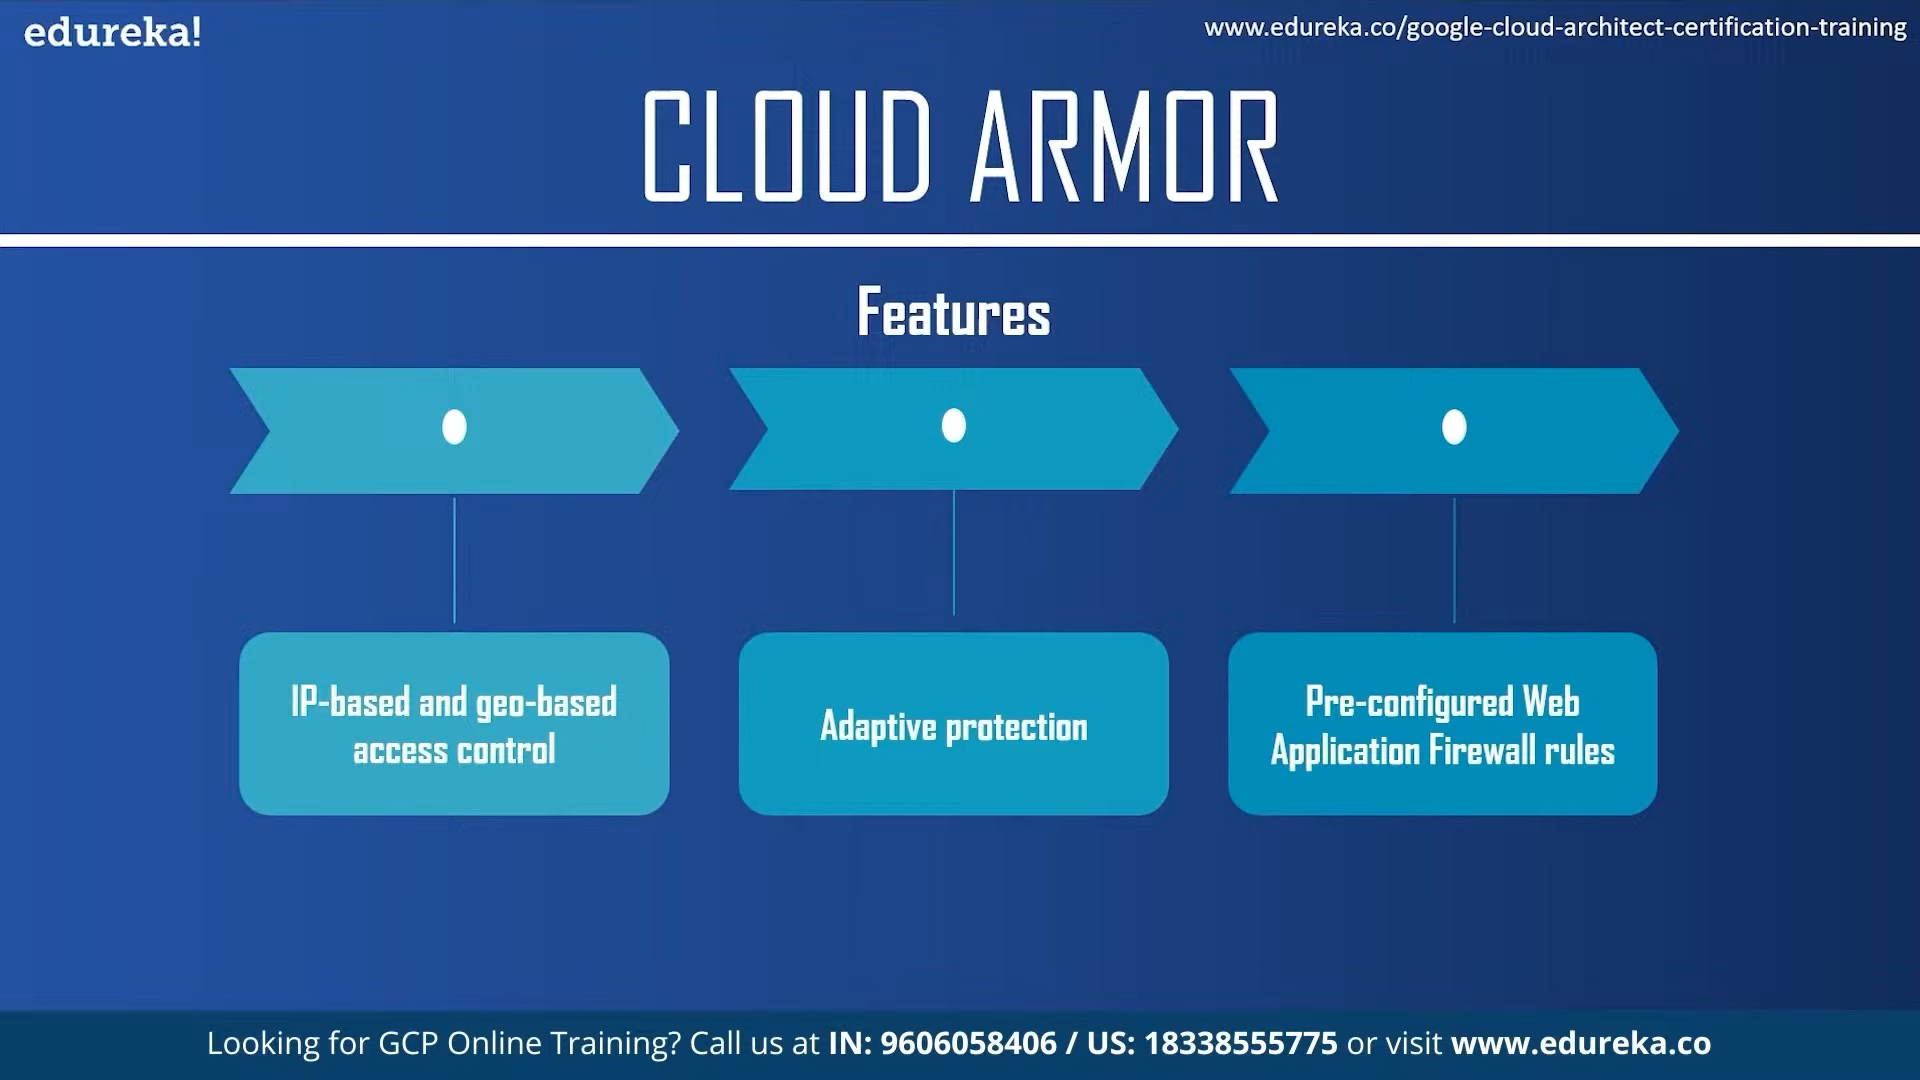 edureka!
www.edureka.co/google-cloud-architect-certification-training
CLOUD ARMOR
Features
IP-based and geo-based
access control
Adaptive protection
Pre-configured Web
Application Firewall rules
Looking for GCP Online Training? Call us at IN: 9606058406 / US: 18338555775 or visit www.edureka.co